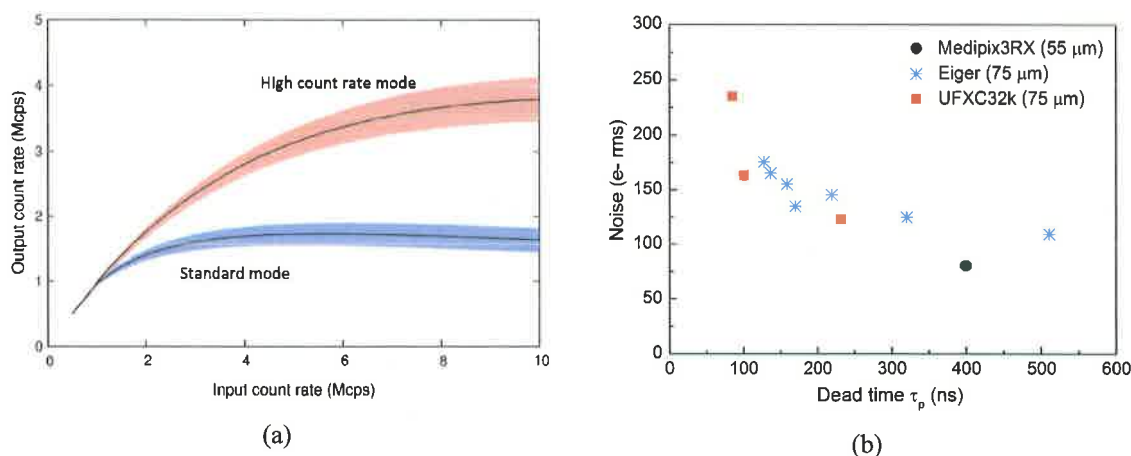 5
4
3
2
1
0
Output count rate (Mcps)
High count rate mode
Standard mode
0 2 4 6 8 10
Input count rate (Mcps)
(a)
300
250
200
150
100
50
0
Noise (e- rms)
Medipix3RX (55 μm)
Eiger (75 μm)
UFXC32k (75 μm)
0 100 200 300 400 500 600
Dead time τp (ns)
(b)